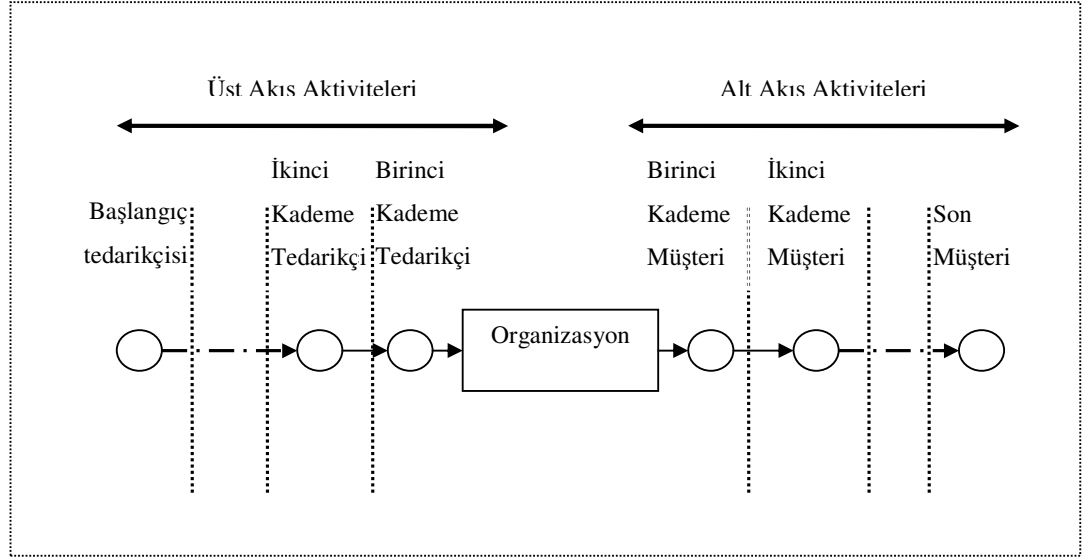 Üst Akış Aktiviteleri
Alt Akış Aktiviteleri
Başlangıç
tedarikçisi
İkinci
Kademe
Tedarikçi
Birinci
Kademe
Tedarikçi
Organizasyon
Birinci
Kademe
Müşteri
İkinci
Kademe
Müşteri
Son
Müşteri